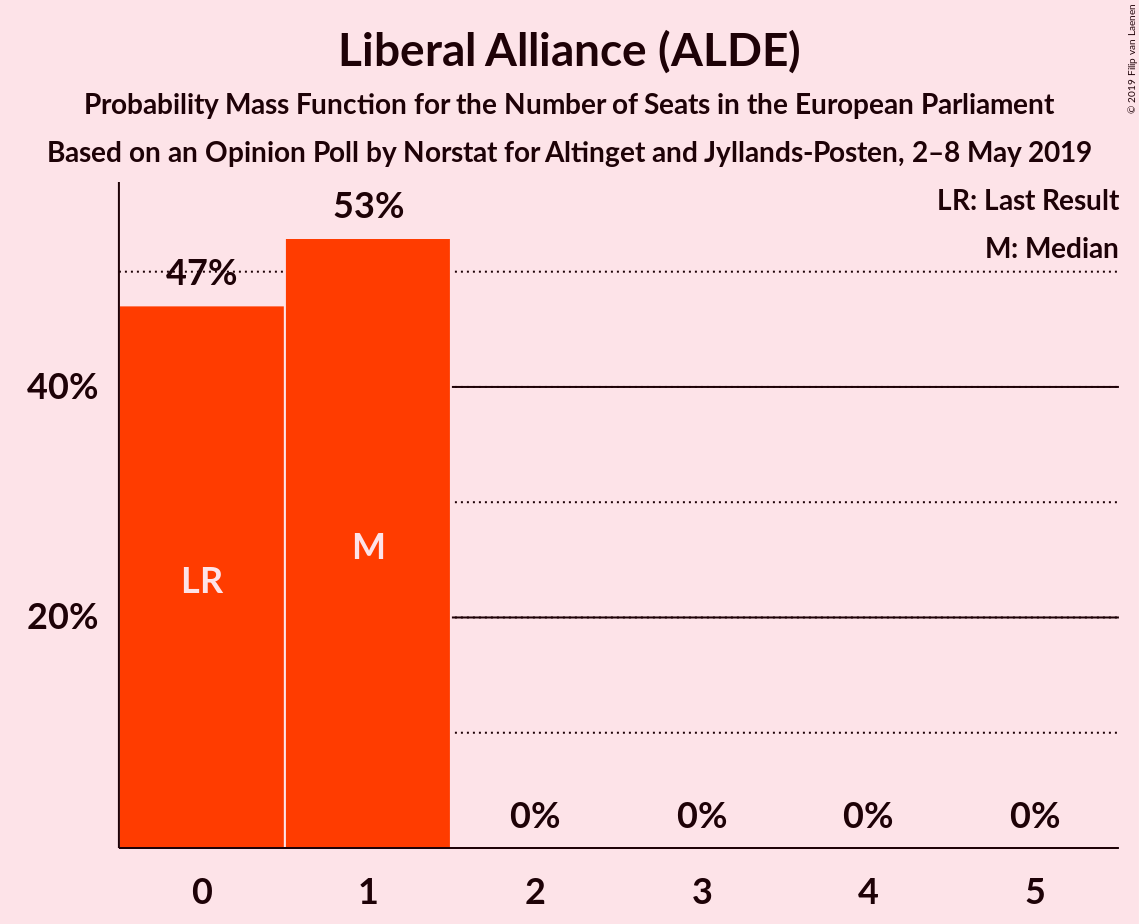 Liberal Alliance (ALDE)
Probability Mass Function for the Number of Seats in the European Parliament
Based on an Opinion Poll by Norstat for Altinget and Jyllands-Posten, 2–8 May 2019
© 2019 Filip van Laenen
LR: Last Result
M: Median
53%
47%
40%
20%
LR
M
0%
0%
0%
0%
0
1
2
3
4
5